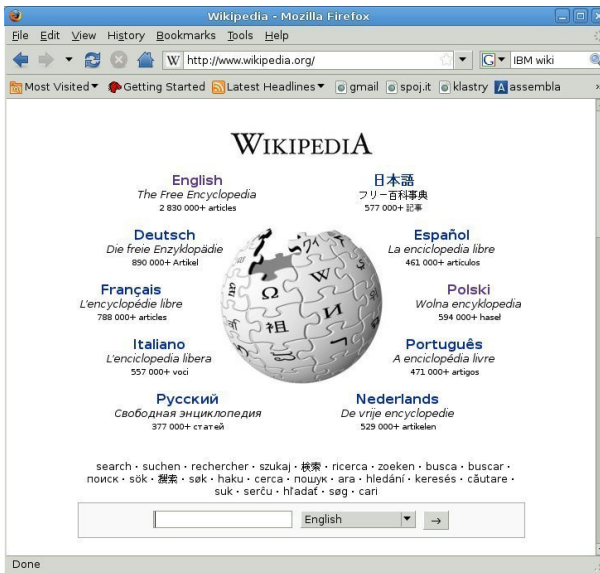 Wikipedia - Mozilla Firefox
File Edit View History Bookmarks Tools Help
W http://www.wikipedia.org/ G IBM wiki
Most Visited Getting Started Latest Headlines gmail spoj.it klastry A assembla »
WIKIPEDIA
English
The Free Encyclopedia
2 830 000+ articles
日本語
フリー百科事典
577 000+ 記事
Deutsch
Die freie Enzyklopädie
890 000+ Artikel
Español
La enciclopedia libre
461 000+ artículos
Français
L'encyclopédie libre
788 000+ articles
Polski
Wolna encyklopedia
594 000+ haseł
Italiano
L'enciclopedia libera
557 000+ voci
Português
A enciclopédia livre
471 000+ artigos
Русский
Свободная энциклопедия
377 000+ статей
Nederlands
De vrije encyclopedie
529 000+ artikelen
Ω W И 祖
search · suchen · rechercher · szukaj · 検索 · ricerca · zoeken · busca · buscar ·
поиск · sök · 搜索 · søk · haku · cerca · пошук · ara · hledání · keresés · căutare ·
suk · serĉu · hľadať · søg · cari
English →
Done